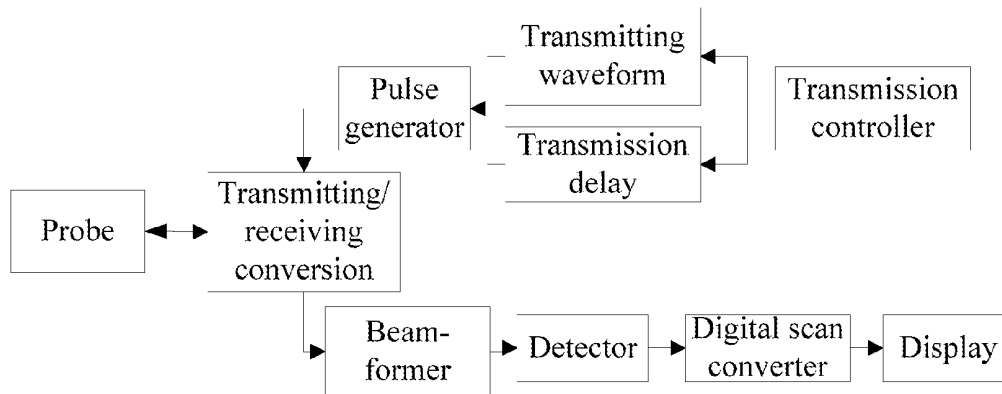 Transmitting
waveform
Pulse
generator
Transmission
controller
Transmission
delay
Transmitting/
receiving
conversion
Probe
Beam-
former
Detector
Digital scan
converter
Display